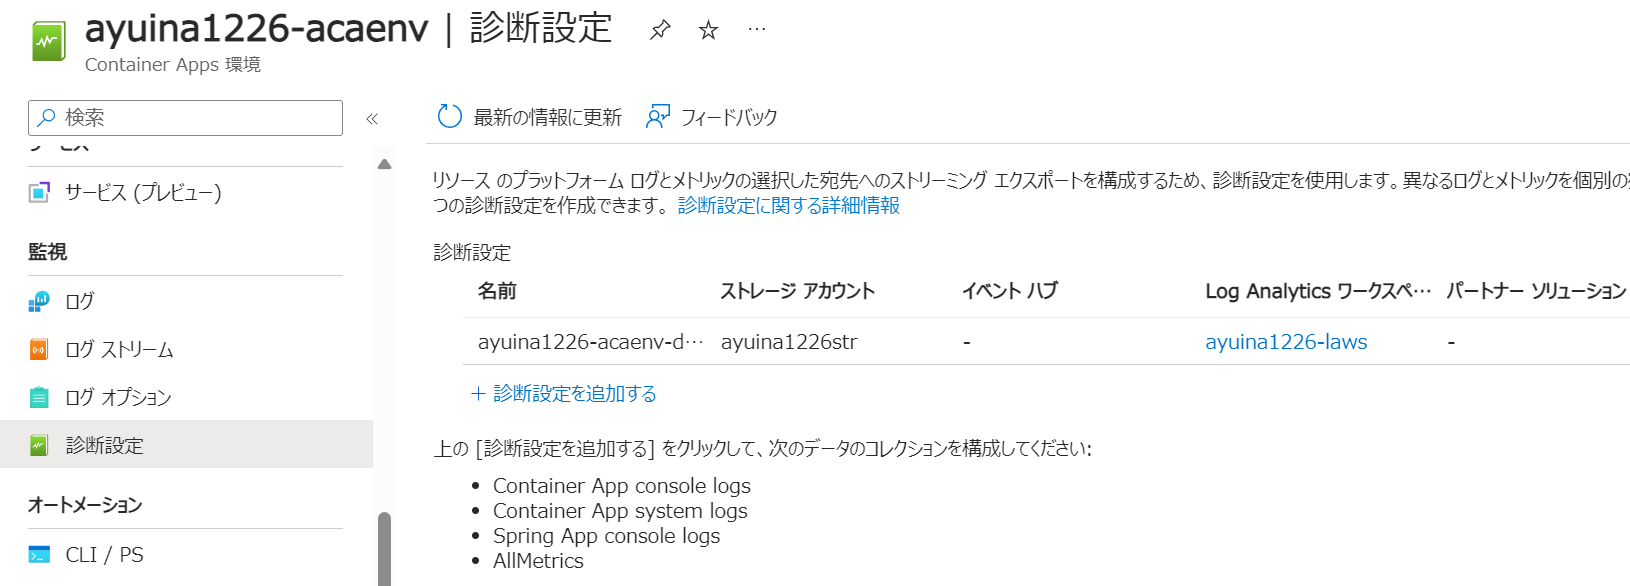 ayuina1226-acaenv | 診断設定
Container Apps 環境
検索
サービス (プレビュー)
監視
ログ
ログ ストリーム
ログ オプション
診断設定
オートメーション
CLI / PS
最新の情報に更新 フィードバック
リソース のプラットフォーム ログとメトリックの選択した宛先へのストリーミング エクスポートを構成するため、診断設定を使用します。異なるログとメトリックを個別の
つの診断設定を作成できます。 診断設定に関する詳細情報
診断設定
名前 ストレージ アカウント イベント ハブ Log Analytics ワークスペ… パートナー ソリューション
ayuina1226-acaenv-d… ayuina1226str - ayuina1226-laws -
+ 診断設定を追加する
上の [診断設定を追加する] をクリックして、次のデータのコレクションを構成してください:
• Container App console logs
• Container App system logs
• Spring App console logs
• AllMetrics